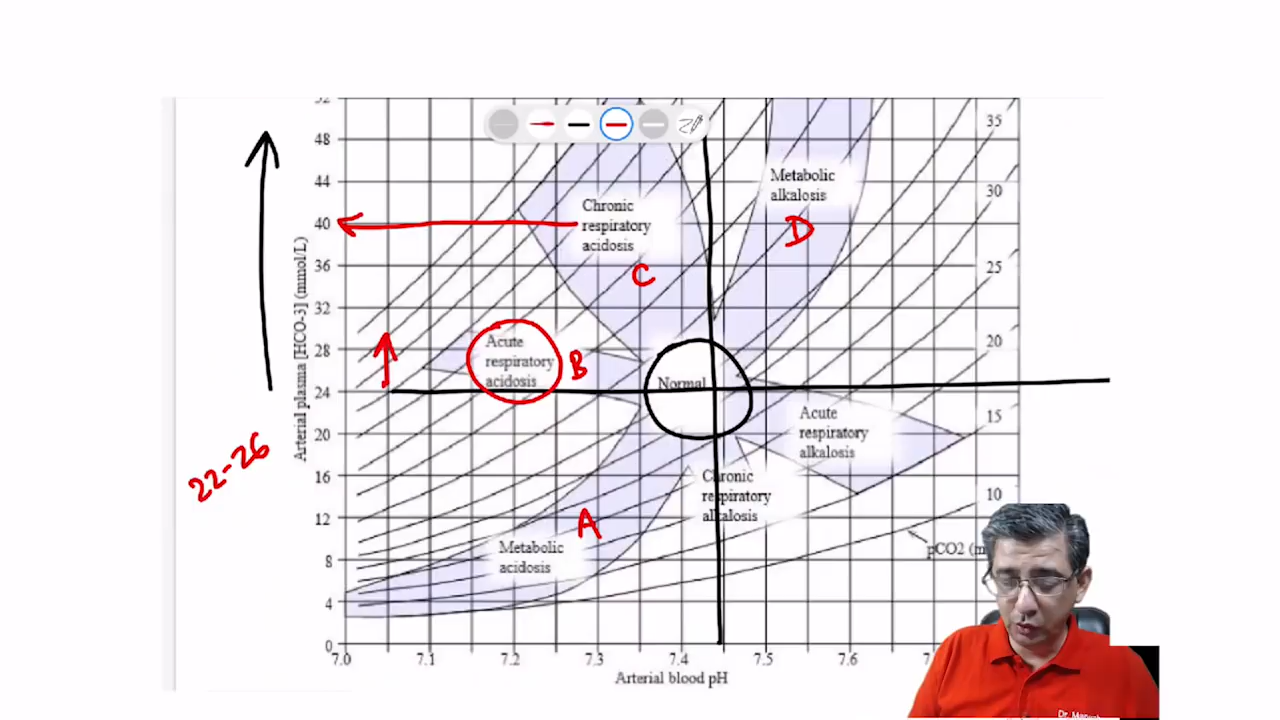 52
48
44
40
36
32
28
24
20
16
12
8
4
0
Arterial plasma [HCO-3] (mmol/L)
22-26
35
30
25
20
15
10
Metabolic
alkalosis
D
Chronic
respiratory
acidosis
C
Acute
respiratory
acidosis
B
Normal
Acute
respiratory
alkalosis
Chronic
respiratory
alkalosis
A
Metabolic
acidosis
pCO2 (m
7.0
7.1
7.2
7.3
7.4
7.5
7.6
Arterial blood pH
Dr.